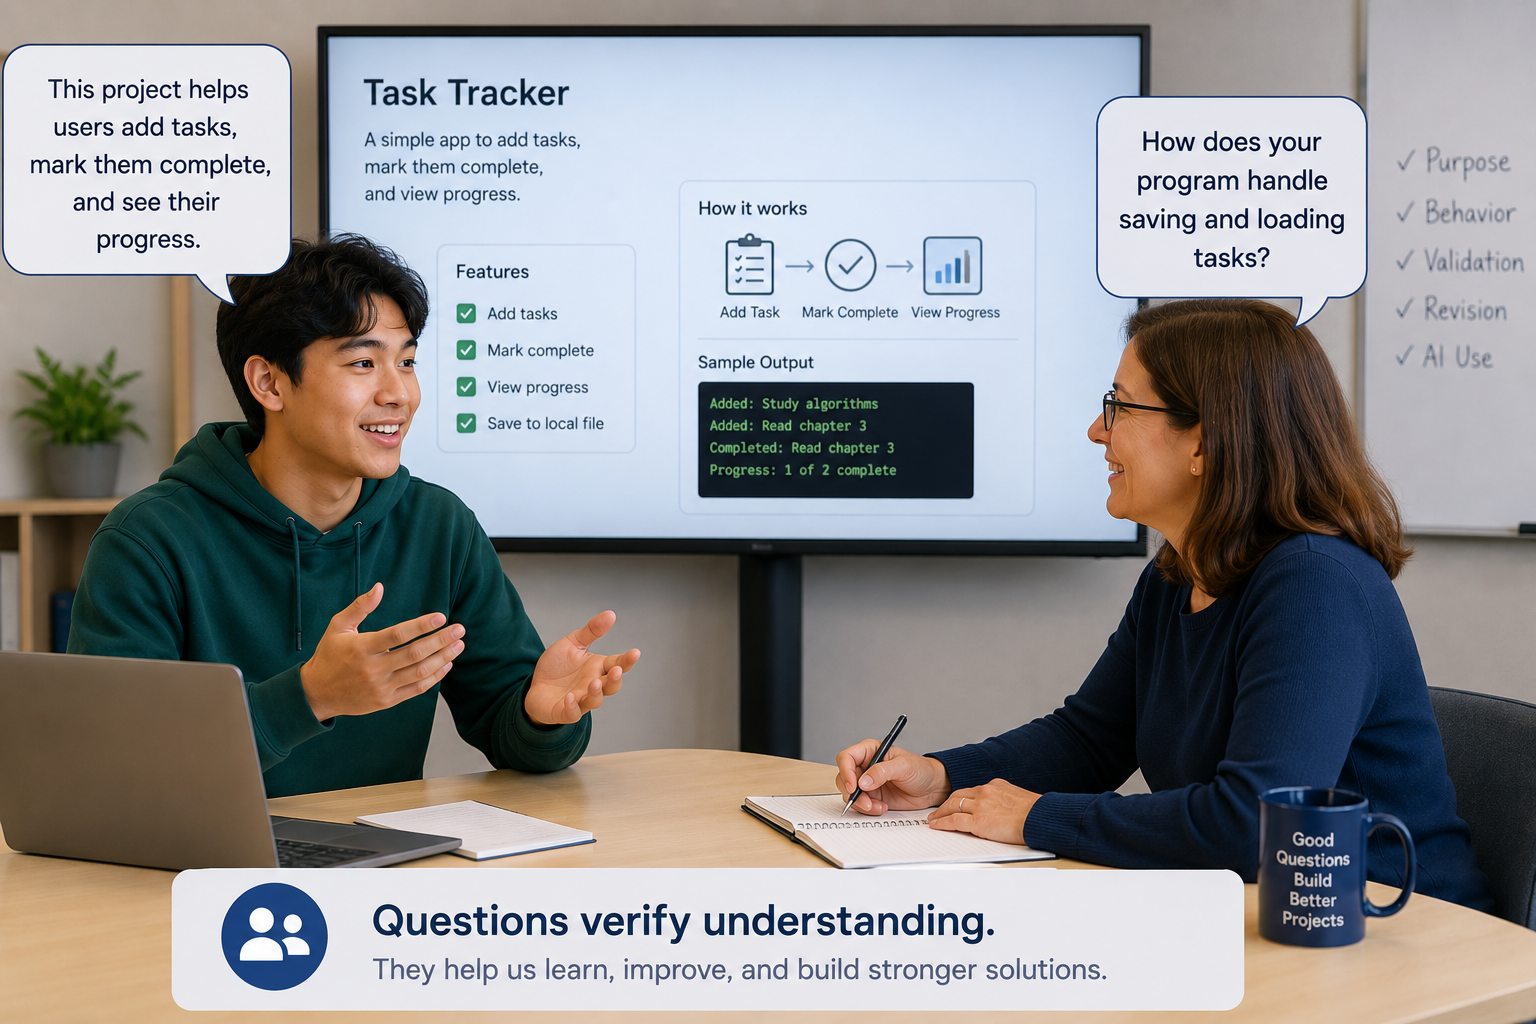 This project helps
users add tasks,
mark them complete,
and see their
progress.
Task Tracker
A simple app to add tasks,
mark them complete,
and view progress.
Features
Add tasks
Mark complete
View progress
Save to local file
How it works
Add Task
Mark Complete
View Progress
Sample Output
Added: Study algorithms
Added: Read chapter 3
Completed: Read chapter 3
Progress: 1 of 2 complete
How does your
program handle
saving and loading
tasks?
✓ Purpose
✓ Behavior
✓ Validation
✓ Revision
✓ AI Use
Good
Questions
Build
Better
Projects
Questions verify understanding.
They help us learn, improve, and build stronger solutions.